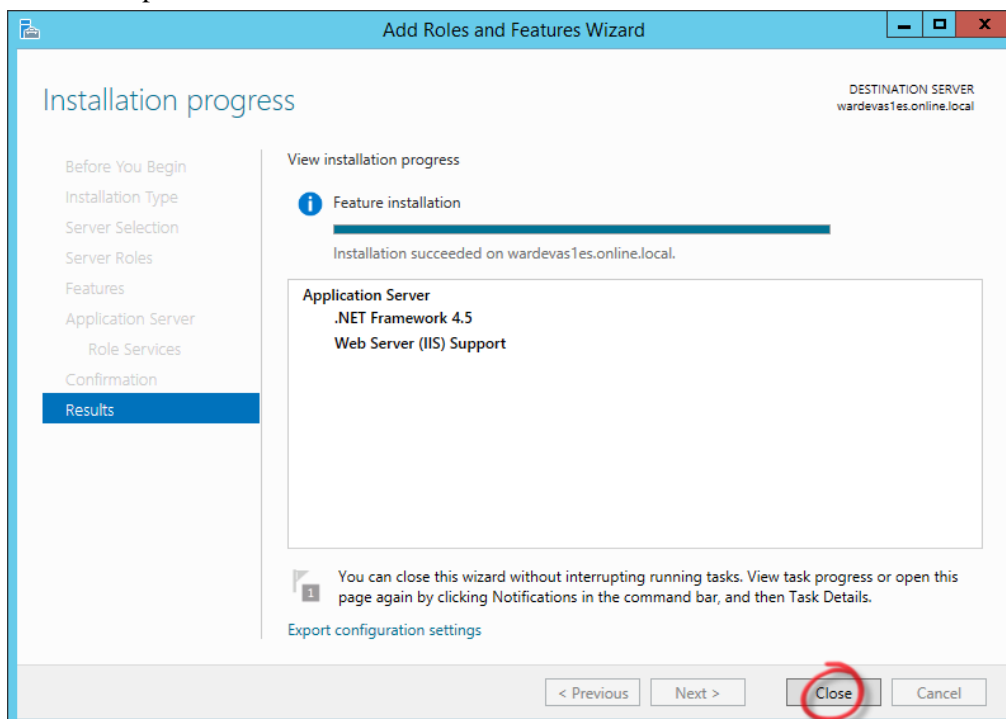 Add Roles and Features Wizard
Installation progress
DESTINATION SERVER
wardevas1es.online.local
Before You Begin
Installation Type
Server Selection
Server Roles
Features
Application Server
Role Services
Confirmation
Results
View installation progress
Feature installation
Installation succeeded on wardevas1es.online.local.
Application Server
.NET Framework 4.5
Web Server (IIS) Support
1
You can close this wizard without interrupting running tasks. View task progress or open this
page again by clicking Notifications in the command bar, and then Task Details.
Export configuration settings
< Previous
Next >
Close
Cancel